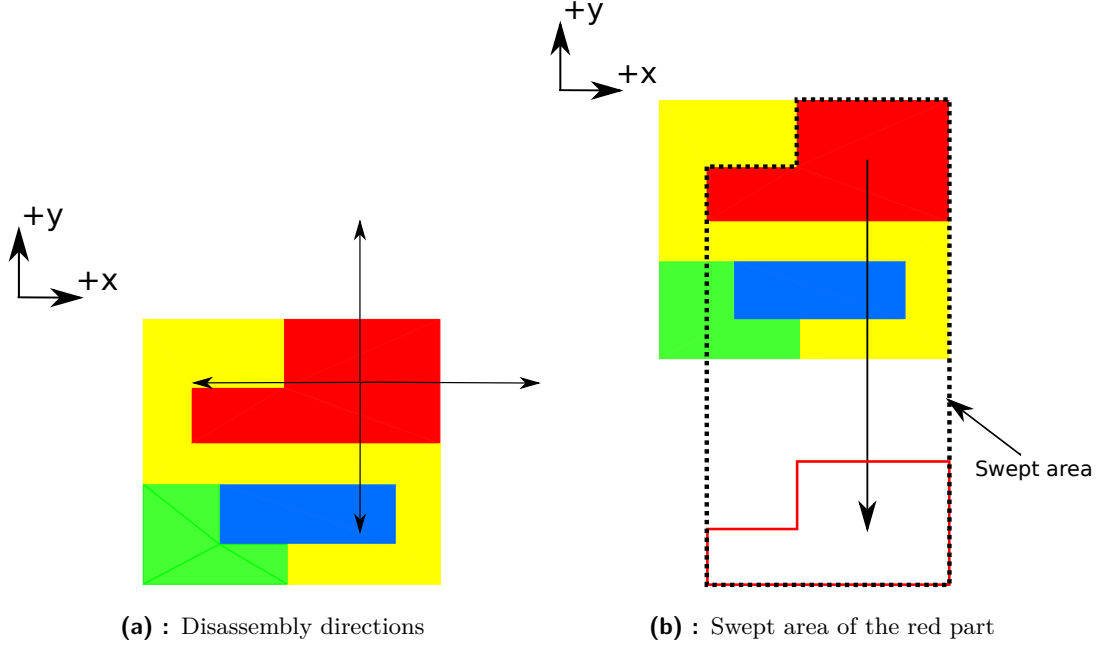 +y
+x
+y
+x
Swept area
(a) : Disassembly directions
(b) : Swept area of the red part